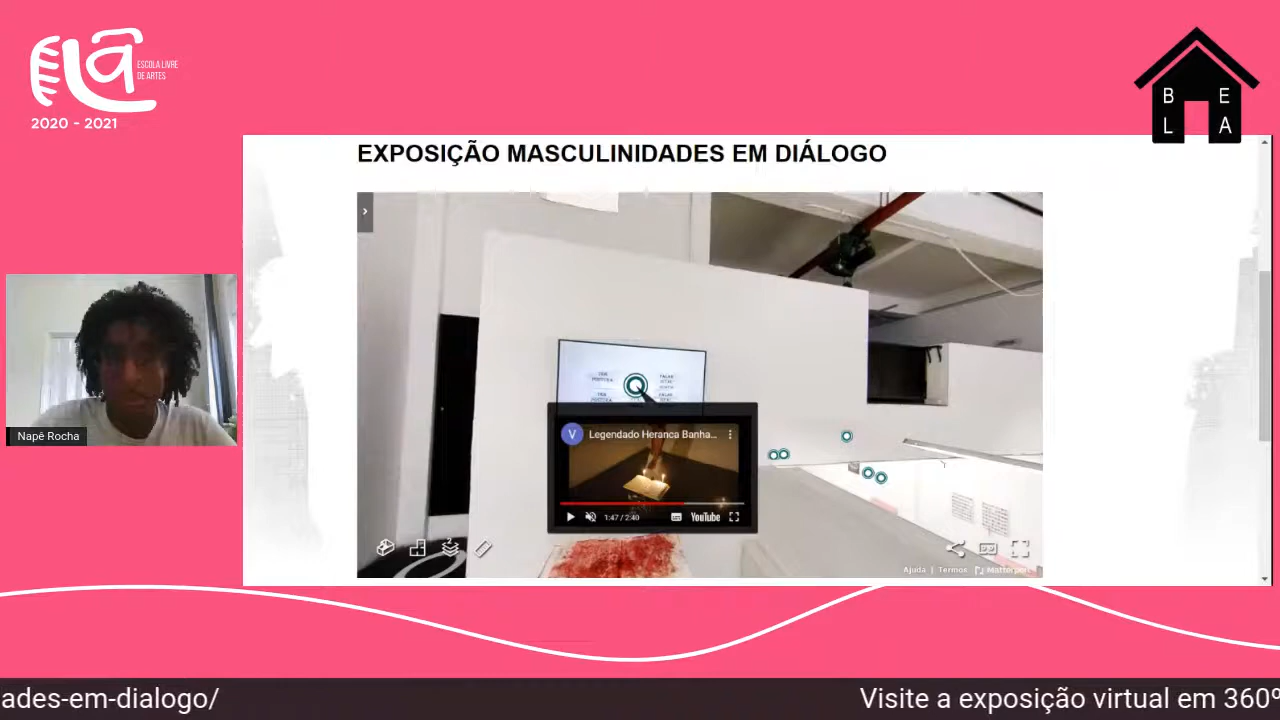 ESCOLA LIVRE
DE ARTES
2020 - 2021
B E
L A
EXPOSIÇÃO MASCULINIDADES EM DIÁLOGO
V Legendado Heranca Banha...
1:47 / 2:40 YouTube
2
Ajuda | Termos Matterport
Napê Rocha
ades-em-dialogo/ Visite a exposição virtual em 360º